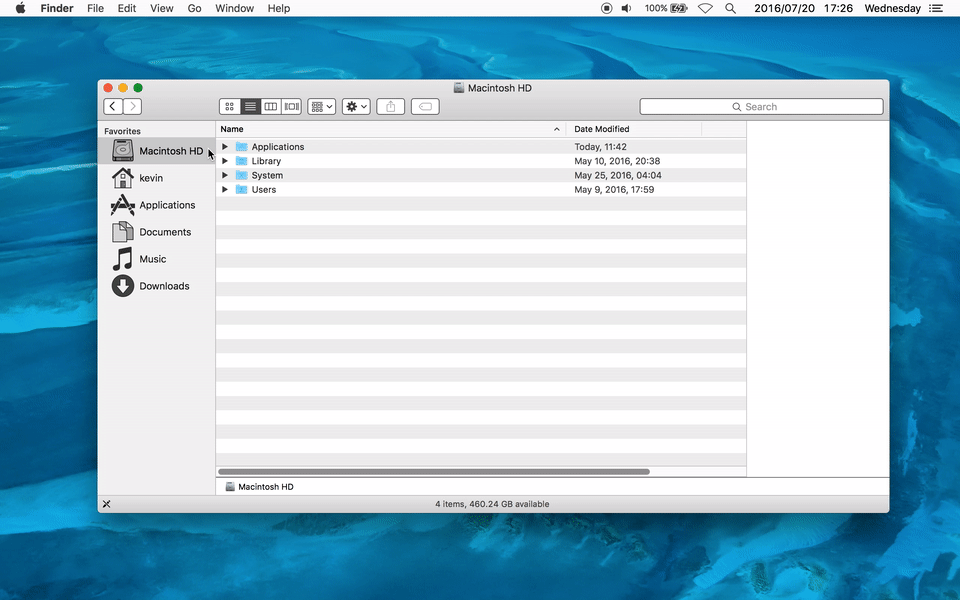 Finder File Edit View Go Window Help 100% 2016/07/20 17:26 Wednesday
Macintosh HD
Search
Favorites
Macintosh HD
kevin
Applications
Documents
Music
Downloads
Name Date Modified
Applications Today, 11:42
Library May 10, 2016, 20:38
System May 25, 2016, 04:04
Users May 9, 2016, 17:59
Macintosh HD
4 items, 460.24 GB available